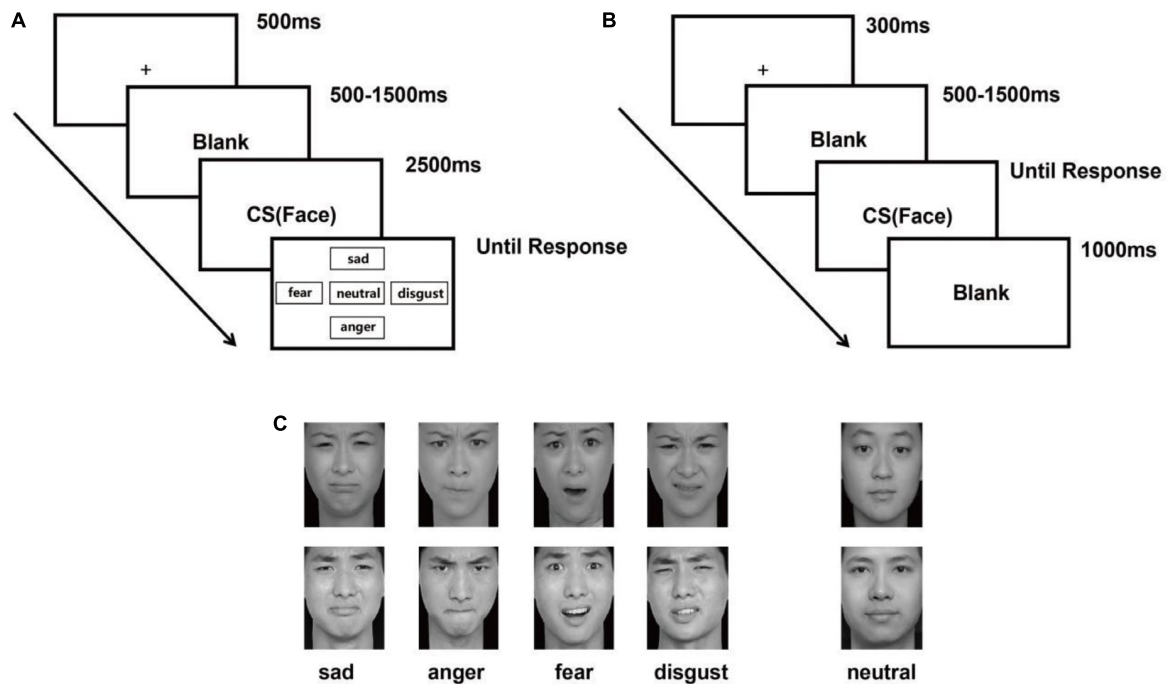 A
500ms
+
500-1500ms
Blank
2500ms
CS(Face)
Until Response
sad
fear neutral disgust
anger
B
300ms
+
500-1500ms
Blank
Until Response
CS(Face)
1000ms
Blank
C
sad anger fear disgust neutral